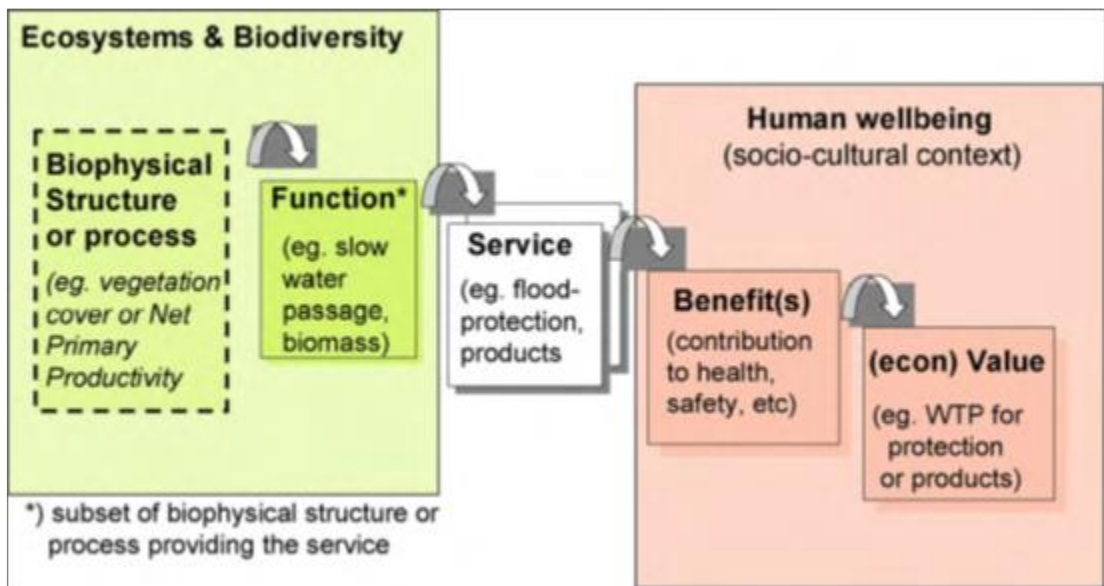 Ecosystems & Biodiversity
Biophysical
Structure
or process
(eg. vegetation
cover or Net
Primary
Productivity
Function*
(eg. slow
water
passage,
biomass)
*) subset of biophysical structure or
process providing the service
Service
(eg. flood-
protection,
products
Human wellbeing
(socio-cultural context)
Benefit(s)
(contribution
to health,
safety, etc)
(econ) Value
(eg. WTP for
protection
or products)